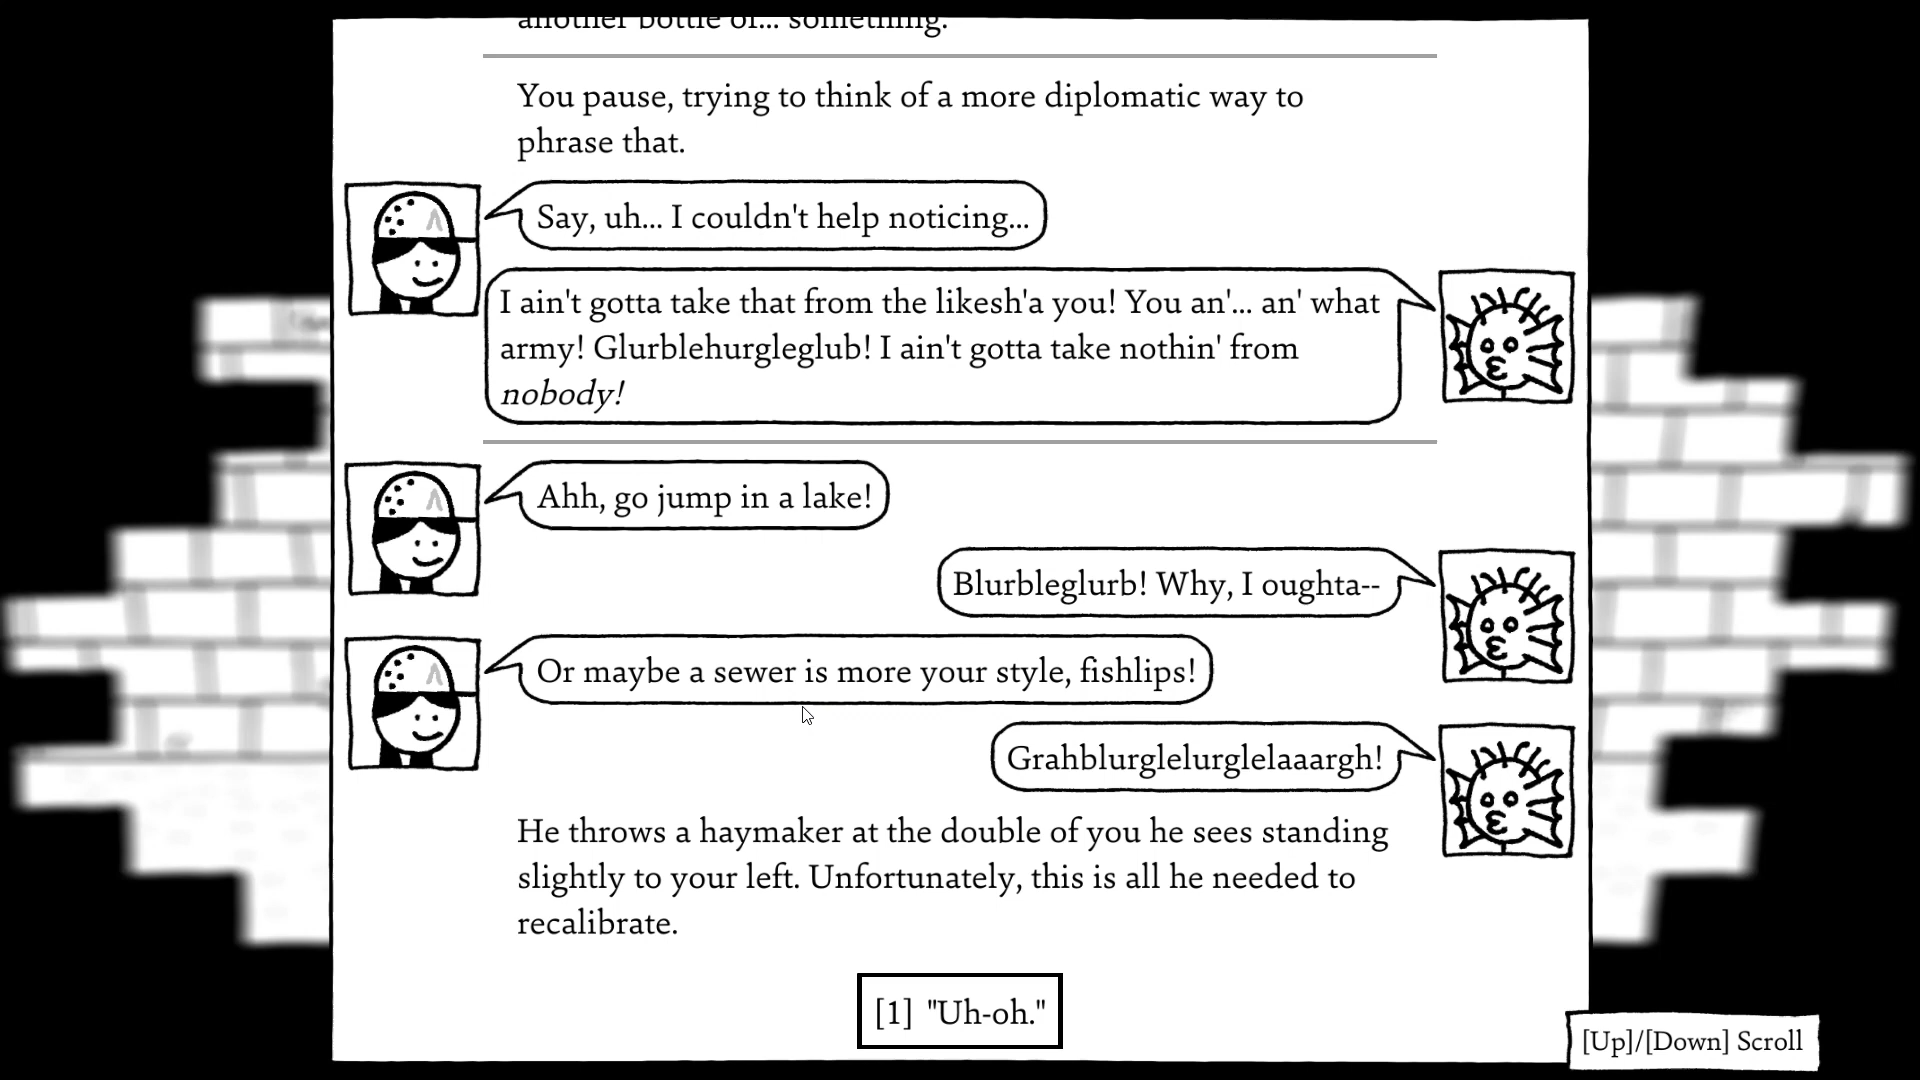 another bottle of... something.
You pause, trying to think of a more diplomatic way to
phrase that.
Say, uh... I couldn't help noticing...
I ain't gotta take that from the likesh'a you! You an'... an' what
army! Glurblehurgleglub! I ain't gotta take nothin' from
nobody!
Ahh, go jump in a lake!
Blurbleglurb! Why, I oughta--
Or maybe a sewer is more your style, fishlips!
Grahblurglelurglelaaargh!
He throws a haymaker at the double of you he sees standing
slightly to your left. Unfortunately, this is all he needed to
recalibrate.
[1] "Uh-oh."
[Up]/[Down] Scroll